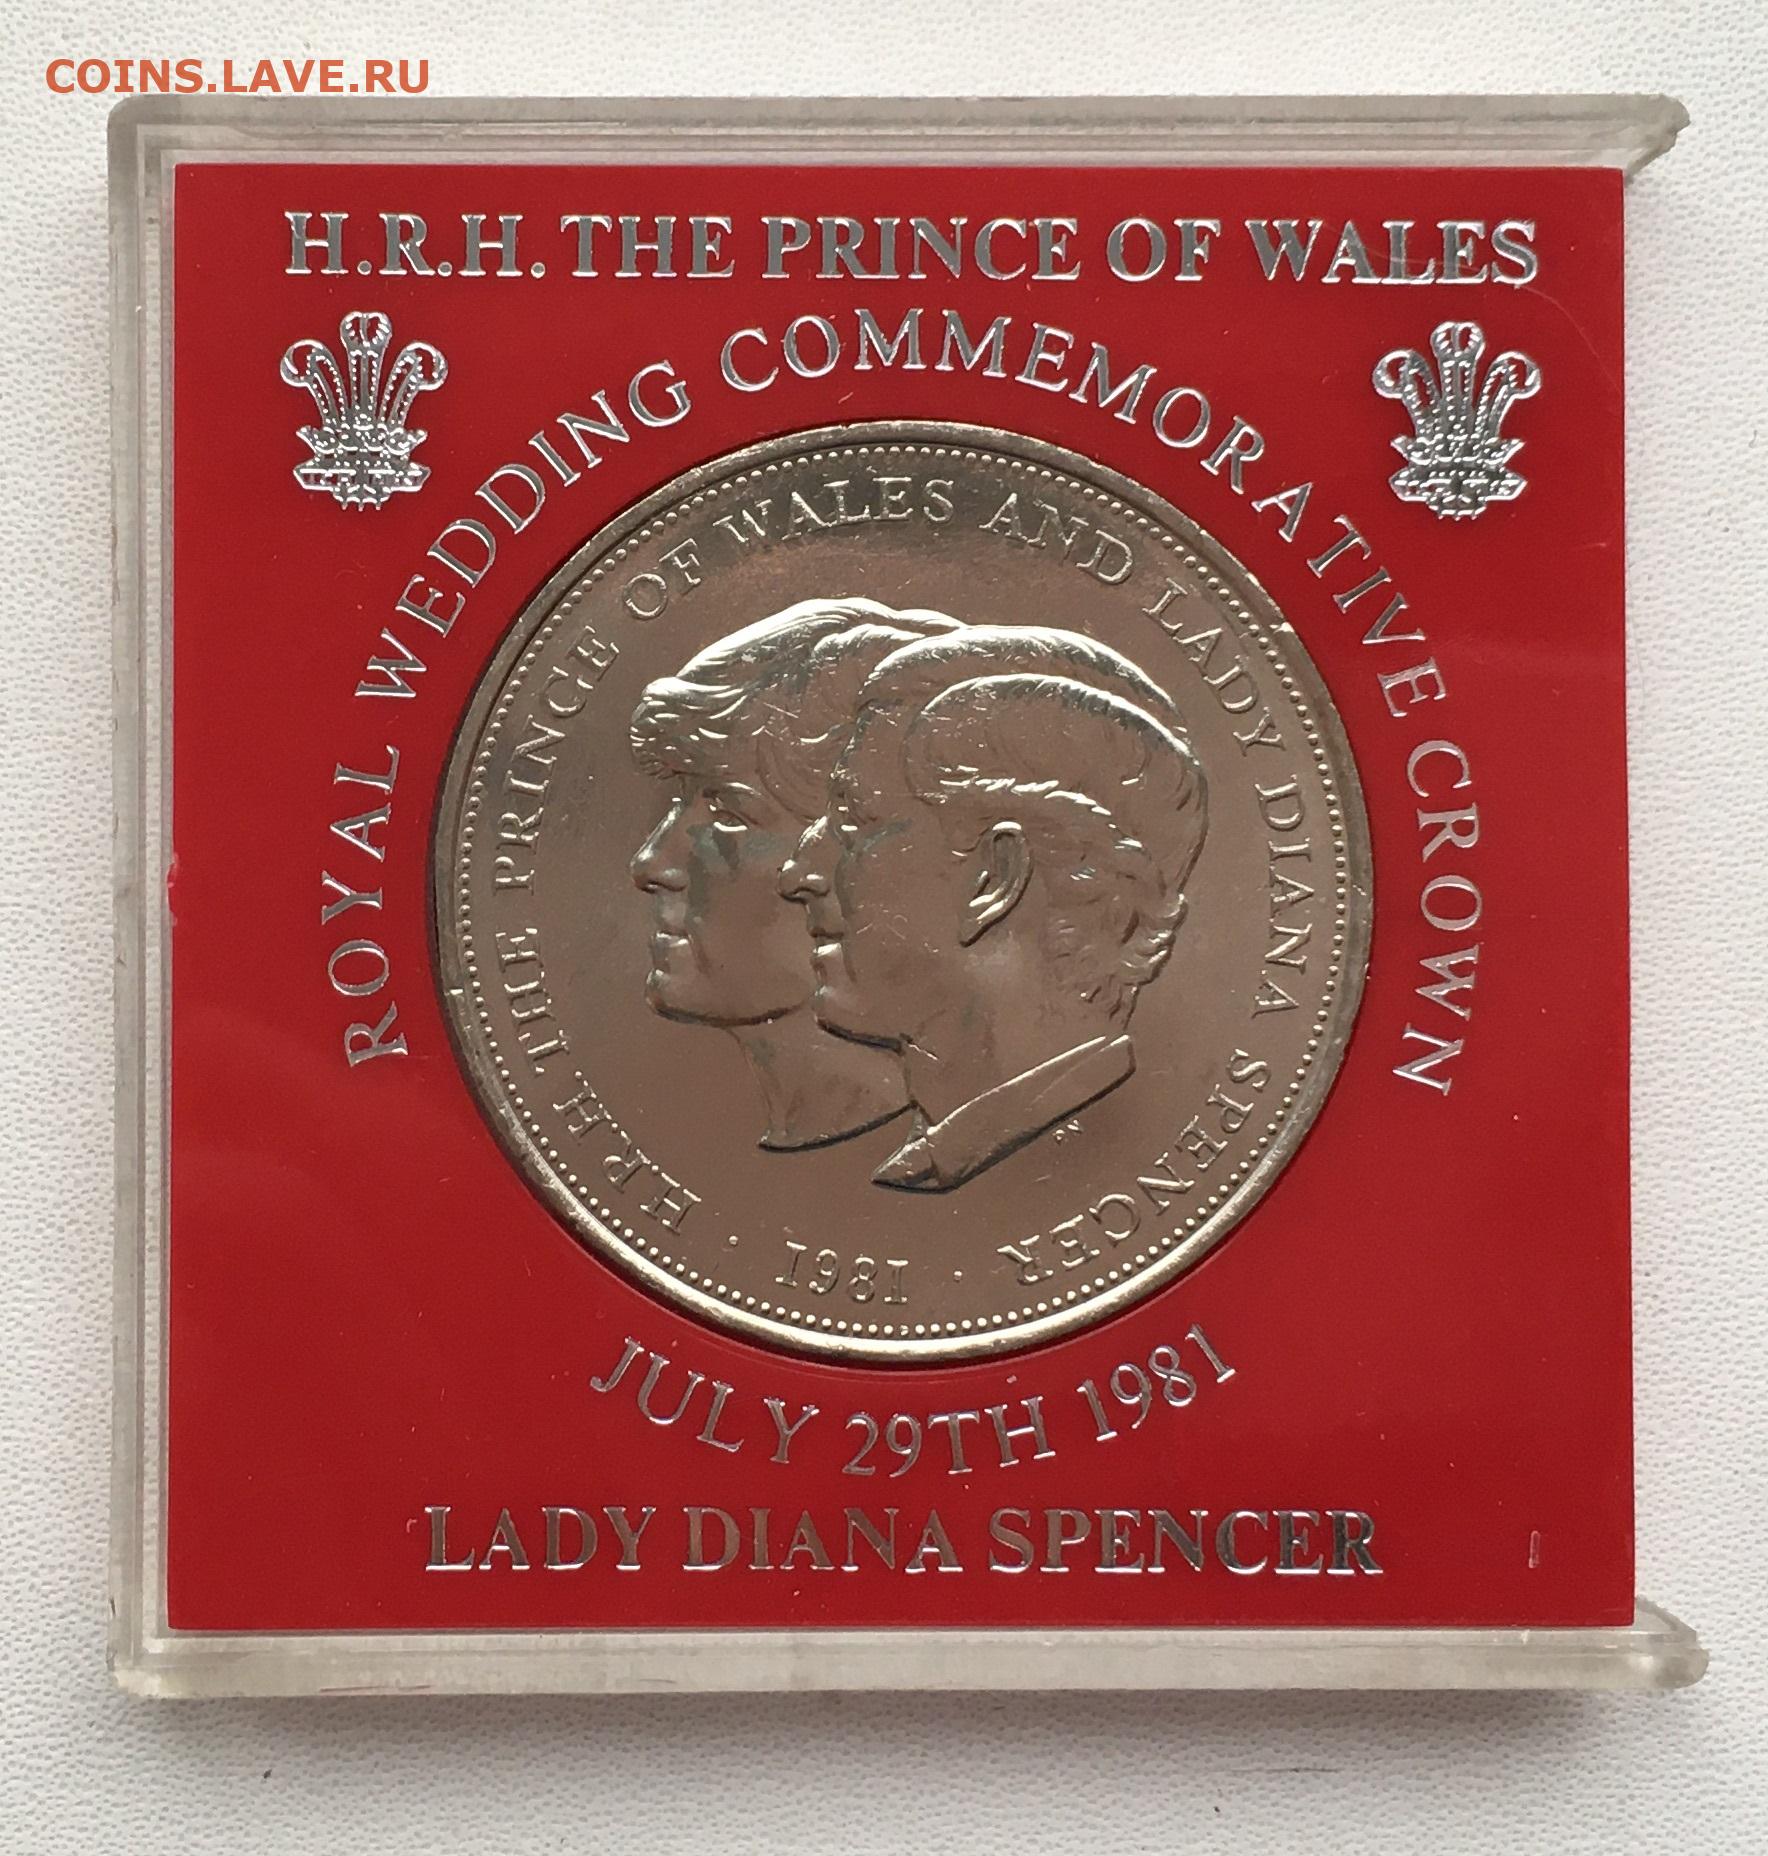 COINS.LAVE.RU
H.R.H. THE PRINCE OF WALES
ROYAL WEDDING COMMEMORATIVE CROWN
H.R.H. THE PRINCE OF WALES AND LADY DIANA SPENCER · 1981 ·
PN
JULY 29TH 1981
LADY DIANA SPENCER